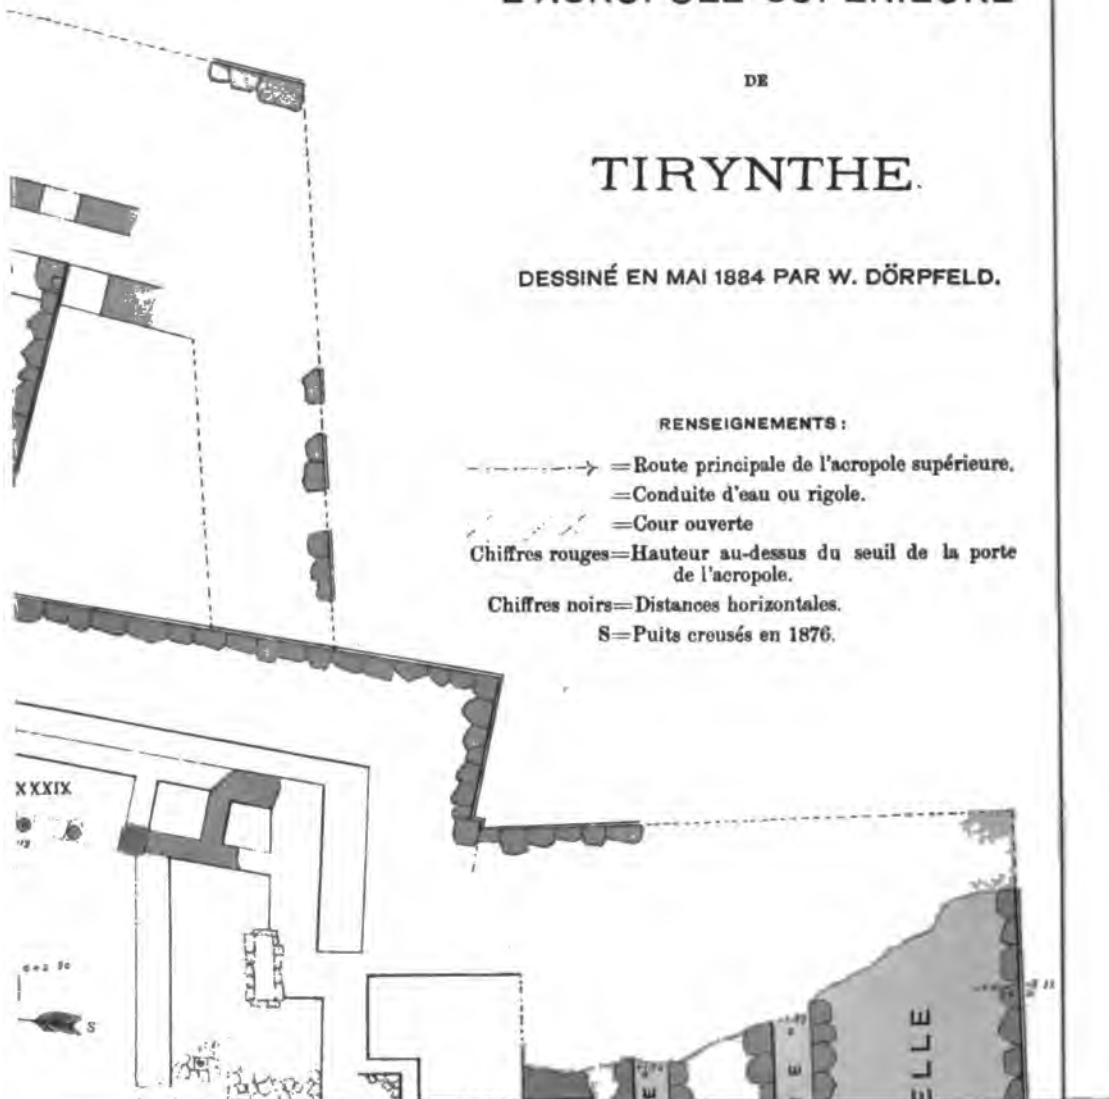 DE
TIRYNTHE.
DESSINÉ EN MAI 1884 PAR W. DÖRPFELD.
RENSEIGNEMENTS:
=Route principale de l'acropole supérieure.
=Conduite d'eau ou rigole.
=Cour ouverte
Chiffres rouges=Hauteur au-dessus du seuil de la porte
de l'acropole.
Chiffres noirs=Distances horizontales.
S=Puits creusés en 1876.
XXXIX
S
ELLE
E
E